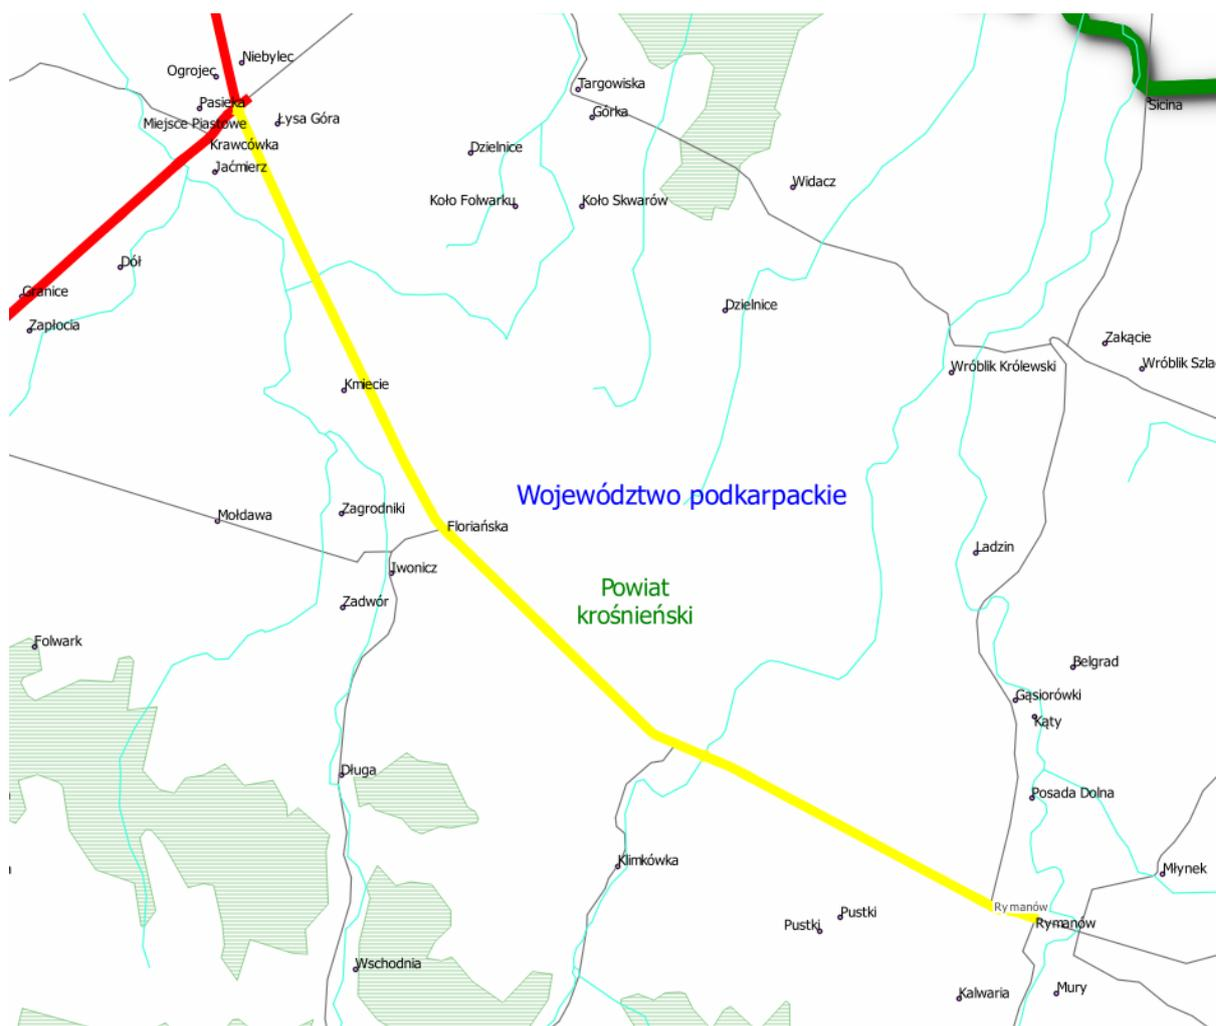 Niebylec
Ogrojec
Targowiska
Pasieka
Sicina
Górka
Łysa Góra
Miejsce Piastowe
Krawcówka
Dzielnice
Jaćmierz
Widacz
Koło Folwarku
Koło Skwarów
Dół
Granice
Dzielnice
Zapłocia
Zakącie
Wróblik Szla
Wróblik Królewski
Kmiecie
Województwo podkarpackie
Zagrodniki
Mołdawa
Floriańska
Ladzin
Iwonicz
Powiat
krośnieński
Zadwór
Folwark
Belgrad
Gąsiorówki
Kąty
Długa
Posada Dolna
Klimkówka
Młynek
Rymanów
Pustki
Pustki
Rymanów
Wschodnia
Mury
Kalwaria